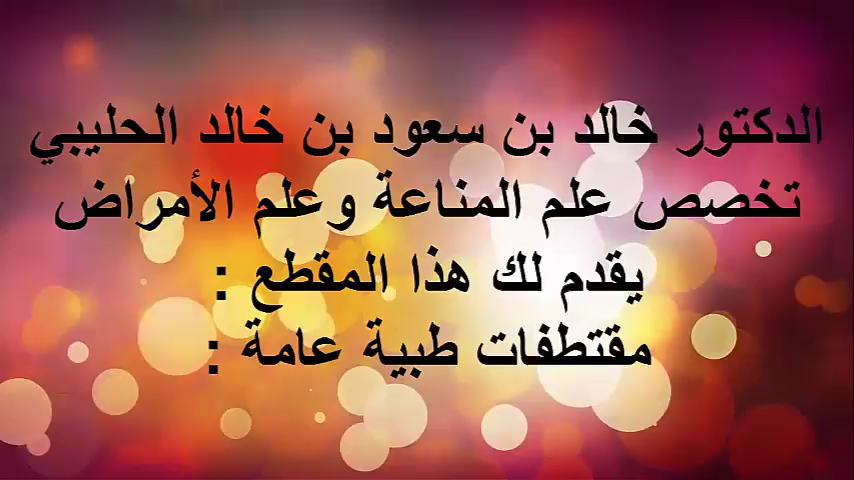 الدكتور خالد بن سعود بن خالد الحليبي
تخصص علم المناعة وعلم الأمراض
يقدم لك هذا المقطع :
مقتطفات طبية عامة :